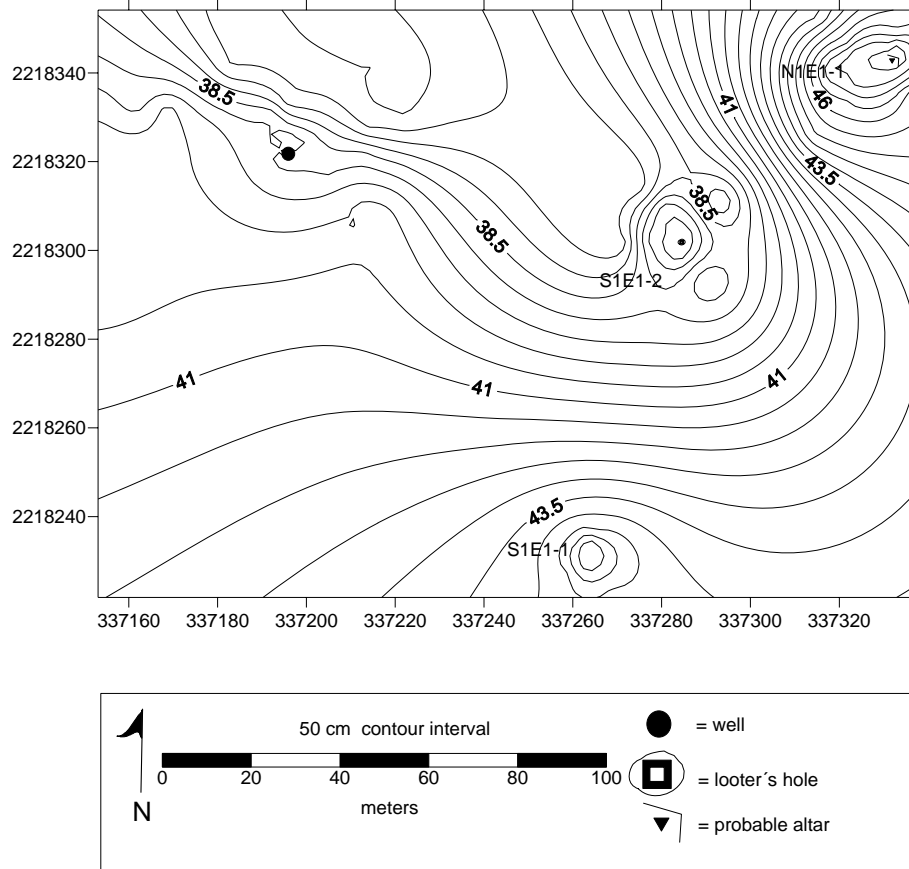 2218340
2218320
2218300
2218280
2218260
2218240
38.5
41
N1E1-1
46
43.5
38.5
38.5
S1E1-2
41
41
41
43.5
S1E1-1
337160 337180 337200 337220 337240 337260 337280 337300 337320
50 cm contour interval
0 20 40 60 80 100
meters
N
= well
= looter´s hole
= probable altar